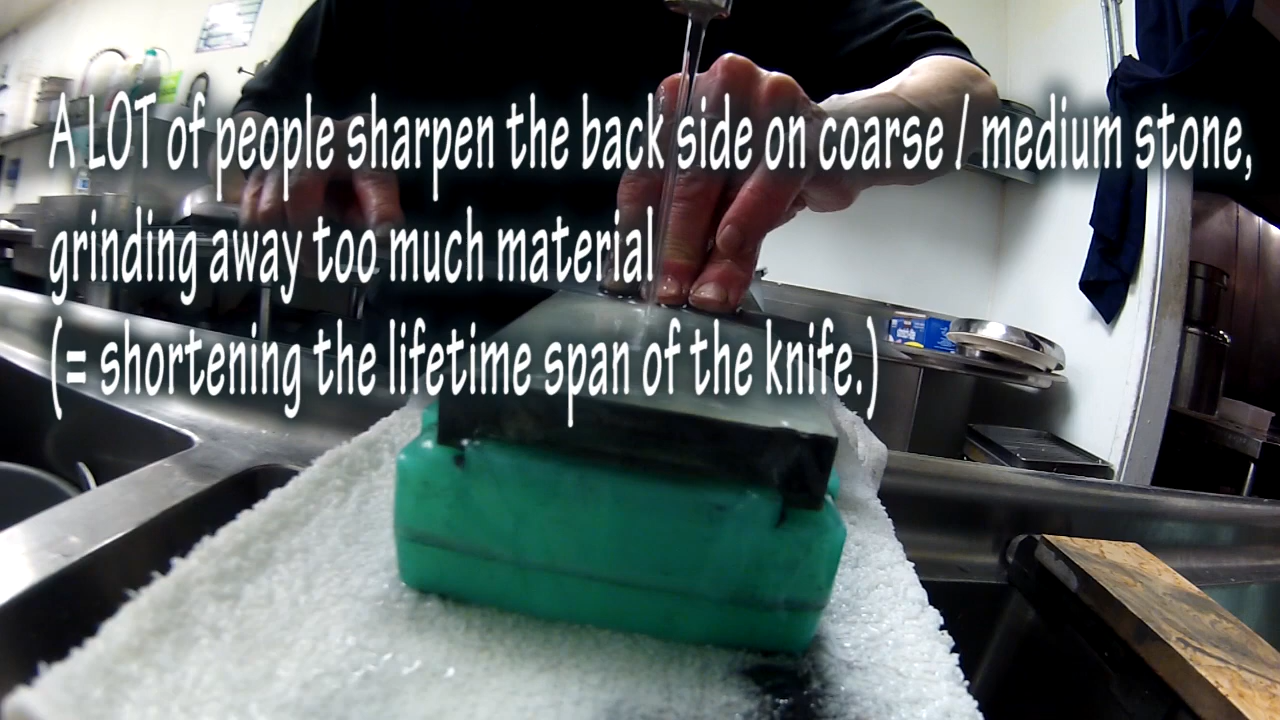 A LOT of people sharpen the back side on coarse / medium stone,
grinding away too much material
(= shortening the lifetime span of the knife.)